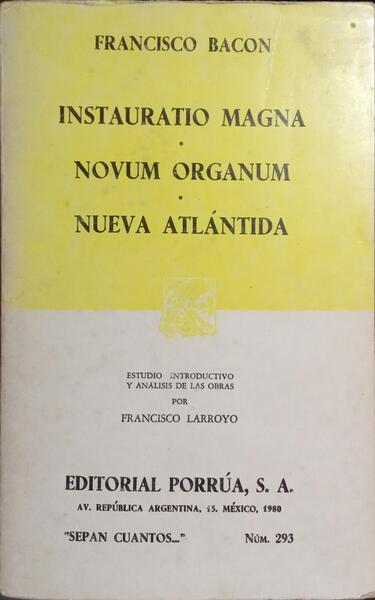 FRANCISCO BACON
INSTAURATIO MAGNA
•
NOVUM ORGANUM
•
NUEVA ATLÁNTIDA
ESTUDIO INTRODUCTIVO
Y ANÁLISIS DE LAS OBRAS
POR
FRANCISCO LARROYO
EDITORIAL PORRÚA, S. A.
AV. REPÚBLICA ARGENTINA, 15. MÉXICO, 1980
"SEPAN CUANTOS..." NÚM. 293